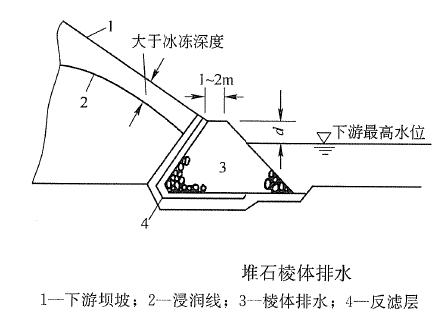 1
大于冰冻深度
2
1~2m
d
下游最高水位
3
4
堆石棱体排水
1—下游坝坡；2—浸润线；3—棱体排水；4—反滤层